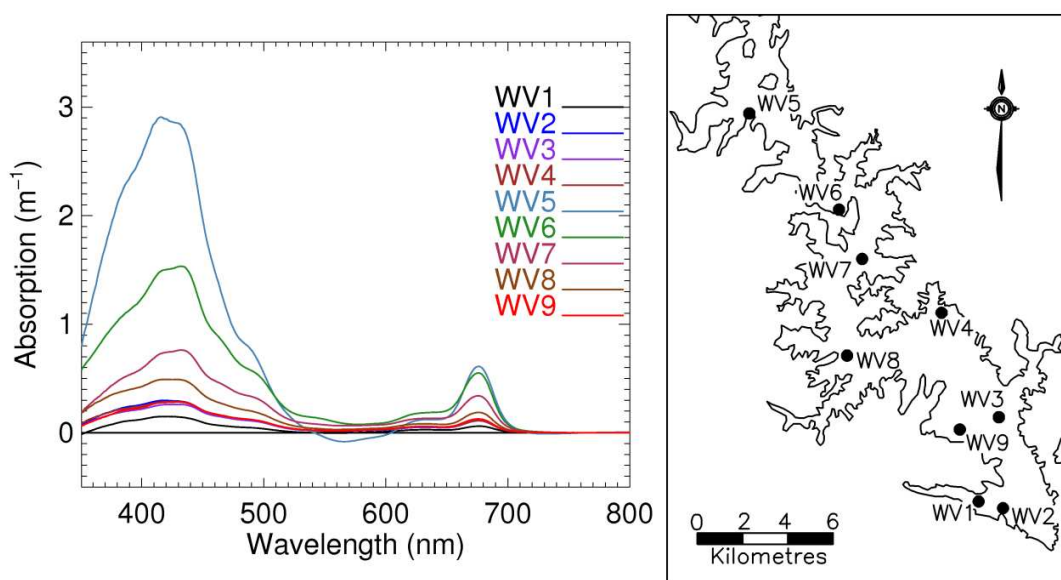 Absorption (m⁻¹)
3
2
1
0
400 500 600 700 800
Wavelength (nm)
WV1
WV2
WV3
WV4
WV5
WV6
WV7
WV8
WV9
N
WV5
WV6
WV7
WV4
WV8
WV3
WV9
WV1 WV2
0 2 4 6
Kilometres